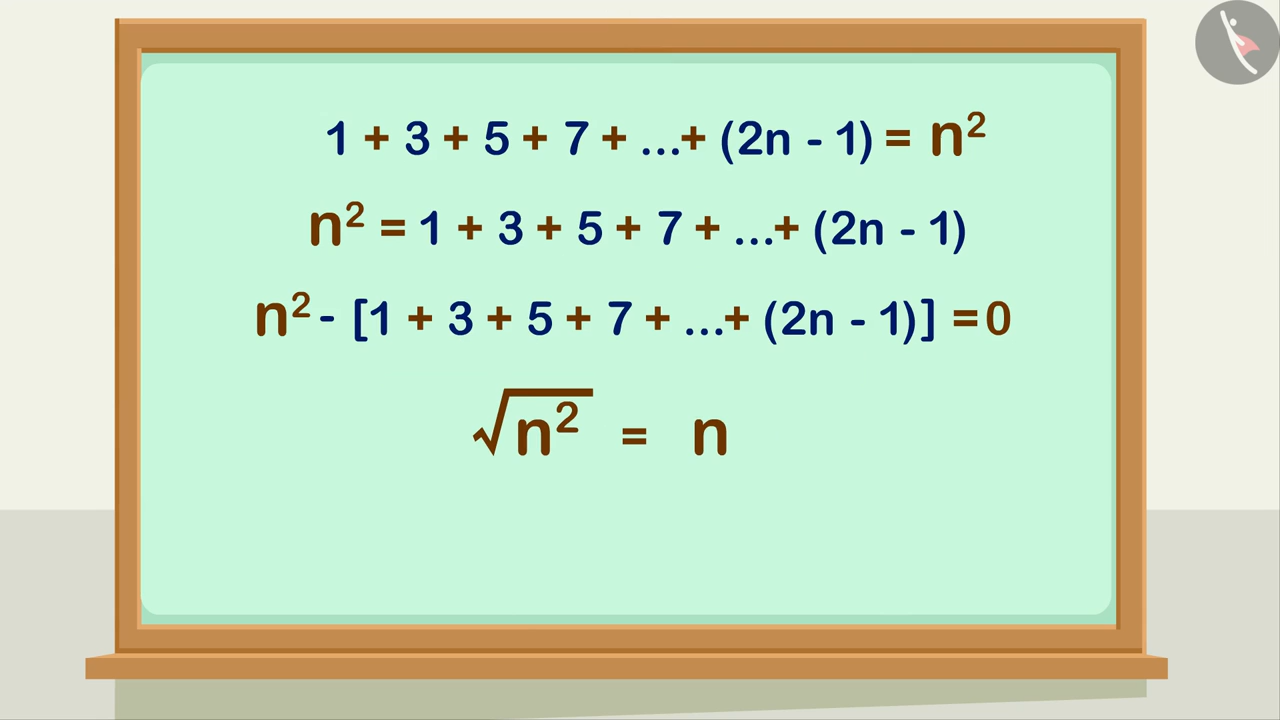 1 + 3 + 5 + 7 + ...+ (2n - 1) = n²
n² = 1 + 3 + 5 + 7 + ...+ (2n - 1)
n² - [1 + 3 + 5 + 7 + ...+ (2n - 1)] = 0
√n² = n